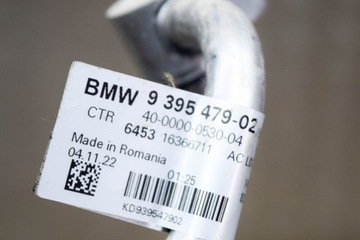 BMW 9 395 479-02
CTR 40-0000-0530-04
6453 16366711 AC LD
Made in Romania
04.11.22
01:25
KD939547902